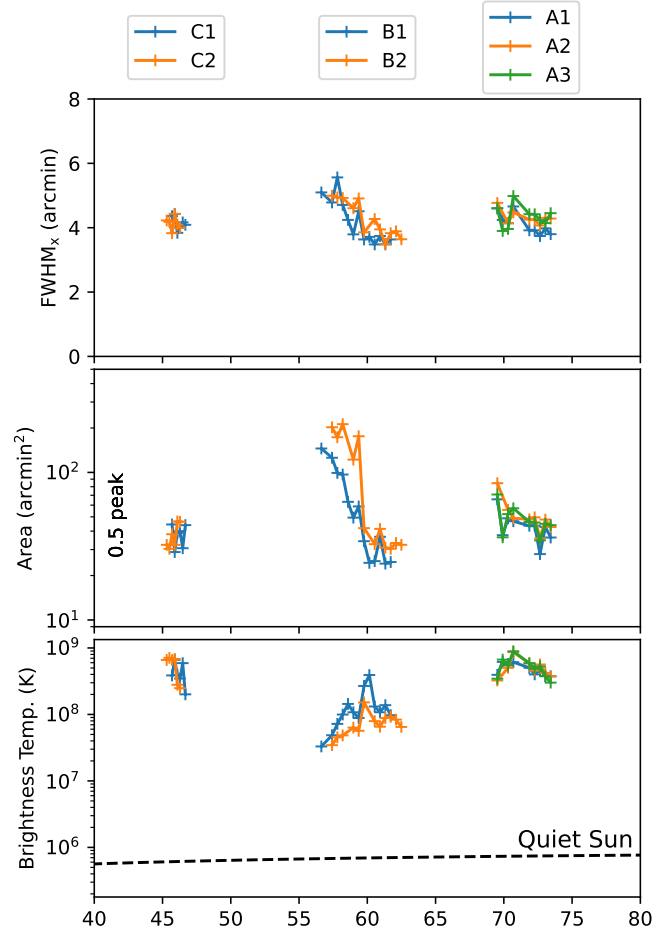 C1
C2
B1
B2
A1
A2
A3
8
6
4
2
0
FWHMx (arcmin)
10²
10¹
Area (arcmin²)
0.5 peak
10⁹
10⁸
10⁷
10⁶
Brightness Temp. (K)
Quiet Sun
40 45 50 55 60 65 70 75 80